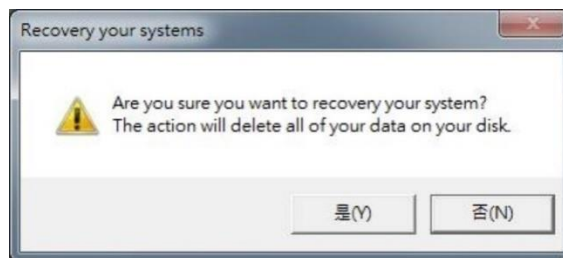 Recovery your systems
Are you sure you want to recovery your system?
The action will delete all of your data on your disk.
是(Y)
否(N)